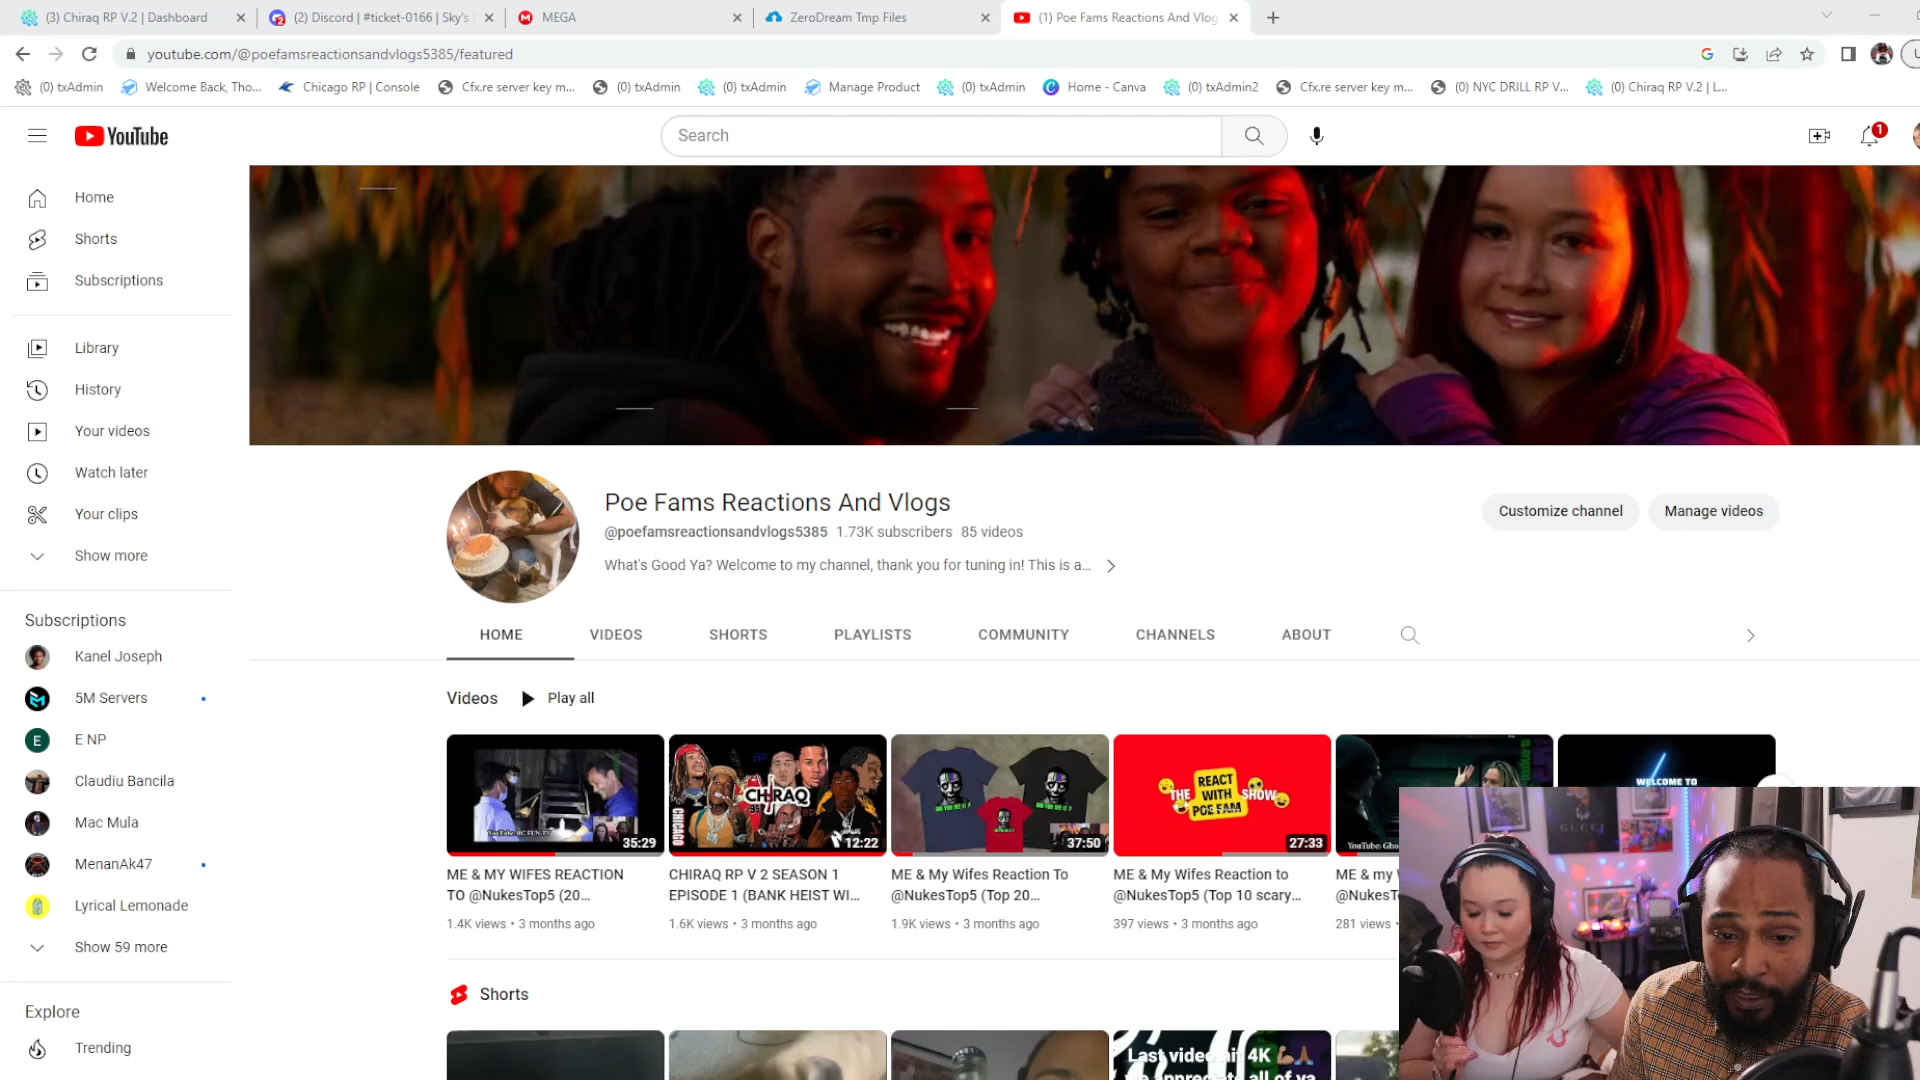 (3) Chiraq RP V.2 | Dashboard
(2) Discord | #ticket-0166 | Sky's
MEGA
ZeroDream Tmp Files
(1) Poe Fams Reactions And Vlog
youtube.com/@poefamsreactionsandvlogs5385/featured
(0) txAdmin
Welcome Back, Tho...
Chicago RP | Console
Cfx.re server key m...
(0) txAdmin
(0) txAdmin
Manage Product
(0) txAdmin
Home - Canva
(0) txAdmin2
Cfx.re server key m...
(0) NYC DRILL RP V...
(0) Chiraq RP V.2 | L...
YouTube
Search
1
Home
Shorts
Subscriptions
Library
History
Your videos
Watch later
Your clips
Show more
Subscriptions
Kanel Joseph
5M Servers
E
E NP
Claudiu Bancila
Mac Mula
MenanAk47
Lyrical Lemonade
Show 59 more
Explore
Trending
Poe Fams Reactions And Vlogs
@poefamsreactionsandvlogs5385 1.73K subscribers 85 videos
What's Good Ya? Welcome to my channel, thank you for tuning in! This is a...
Customize channel
Manage videos
HOME
VIDEOS
SHORTS
PLAYLISTS
COMMUNITY
CHANNELS
ABOUT
Videos
Play all
35:29
CHIRAQ
CHICAGO
12:22
37:50
THE
REACT
WITH
POE FAM
SHOW
27:33
WELCOME TO
GUCCI
ME & MY WIFES REACTION
TO @NukesTop5 (20...
1.4K views • 3 months ago
CHIRAQ RP V 2 SEASON 1
EPISODE 1 (BANK HEIST WI...
1.6K views • 3 months ago
ME & My Wifes Reaction To
@NukesTop5 (Top 20...
1.9K views • 3 months ago
ME & My Wifes Reaction to
@NukesTop5 (Top 10 scary...
397 views • 3 months ago
ME & my W
@NukesT
281 views •
Shorts
Last video hit 4K
we appreciate all of ya